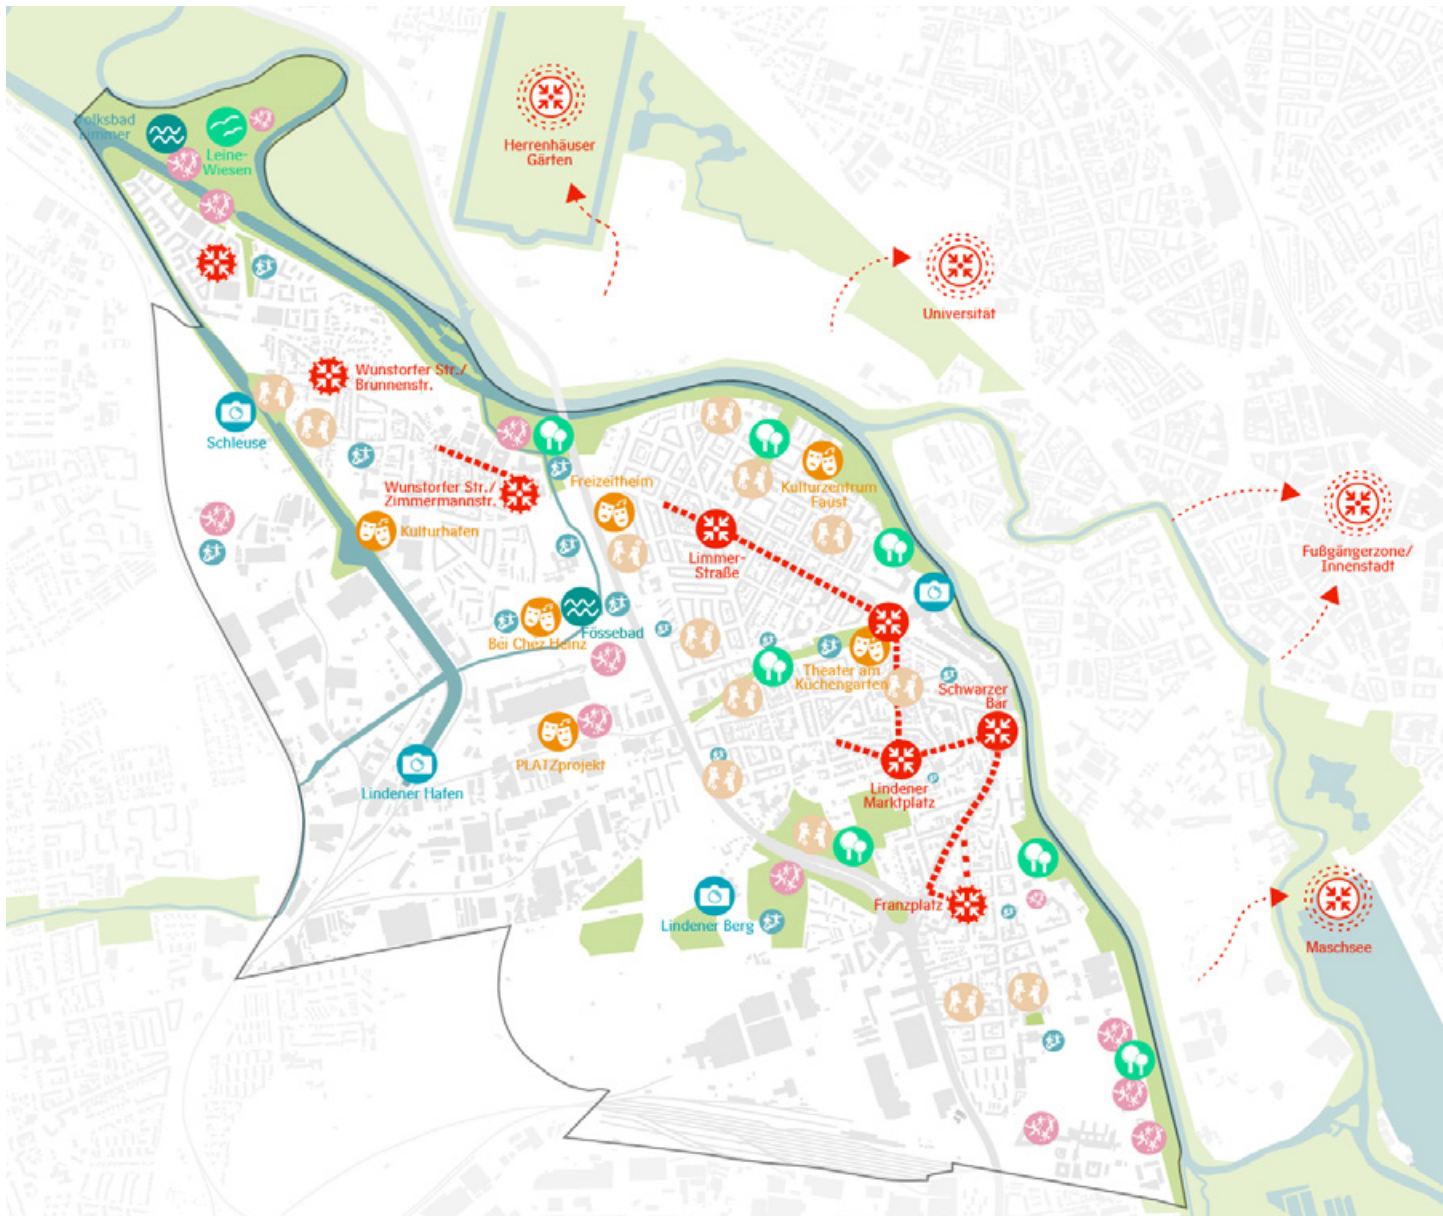 Volksbad
Limmer
Leine-
Wiesen
Herrenhäuser
Gärten
Universität
Wunstorfer Str./
Brunnenstr.
Schleuse
Wunstorfer Str./
Zimmermannstr.
Freizeitheim
Kulturzentrum
Faust
Kulturhafen
Limmer-
Straße
Fußgängerzone/
Innenstadt
Bei Chez Heinz
Fössebad
Theater am
Küchengarten
Schwarzer
Bär
PLATZprojekt
Lindener Hafen
Lindener
Marktplatz
Franzplatz
Lindener Berg
Maschsee